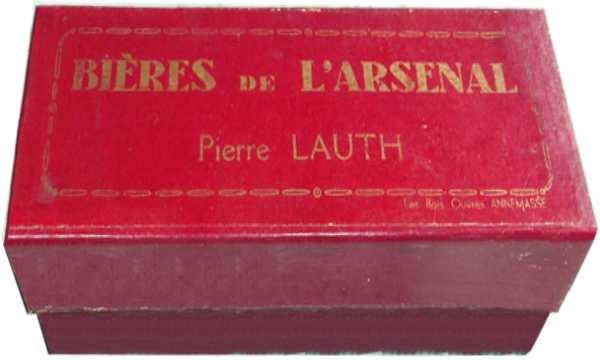 BIÈRES DE L'ARSENAL
Pierre LAUTH
Les Bois Ouvrés ANNEMASSE